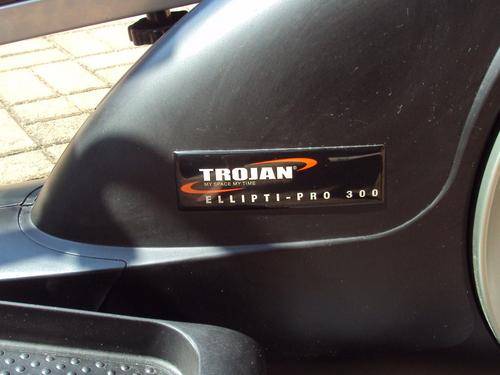 TROJAN®
MY SPACE MY TIME
ELLIPTI-PRO 300